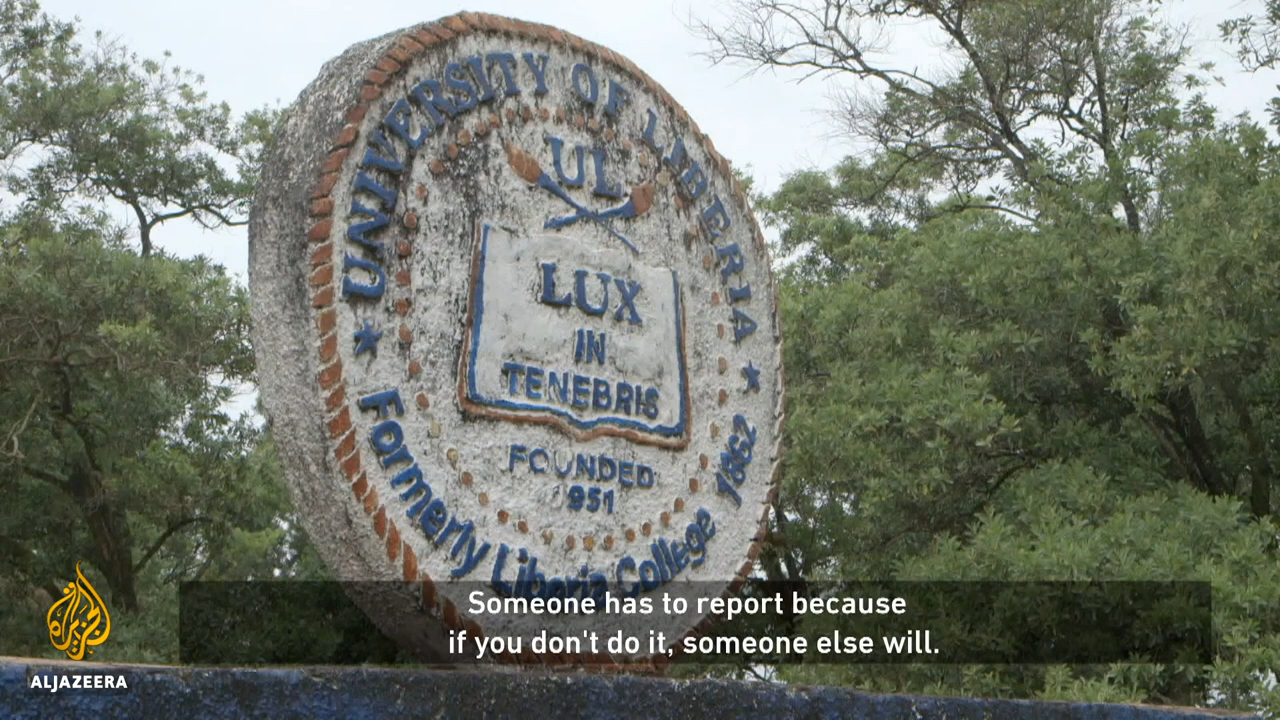 UNIVERSITY OF LIBERIA
UL
LUX
IN
TENEBRIS
FOUNDED
951
Formerly Liberia College 1862
Someone has to report because
if you don't do it, someone else will.
ALJAZEERA